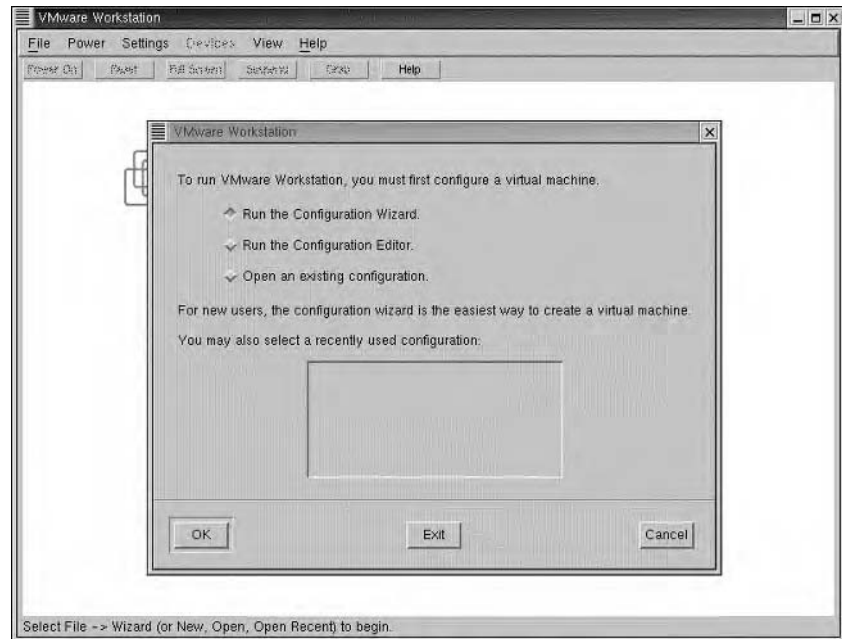 VMware Workstation
File Power Settings Devices View Help
Power On Reset Full Screen Suspend Grab Help
VMware Workstation
To run VMware Workstation, you must first configure a virtual machine.
Run the Configuration Wizard.
Run the Configuration Editor.
Open an existing configuration.
For new users, the configuration wizard is the easiest way to create a virtual machine.
You may also select a recently used configuration:
OK Exit Cancel
Select File -> Wizard (or New, Open, Open Recent) to begin.